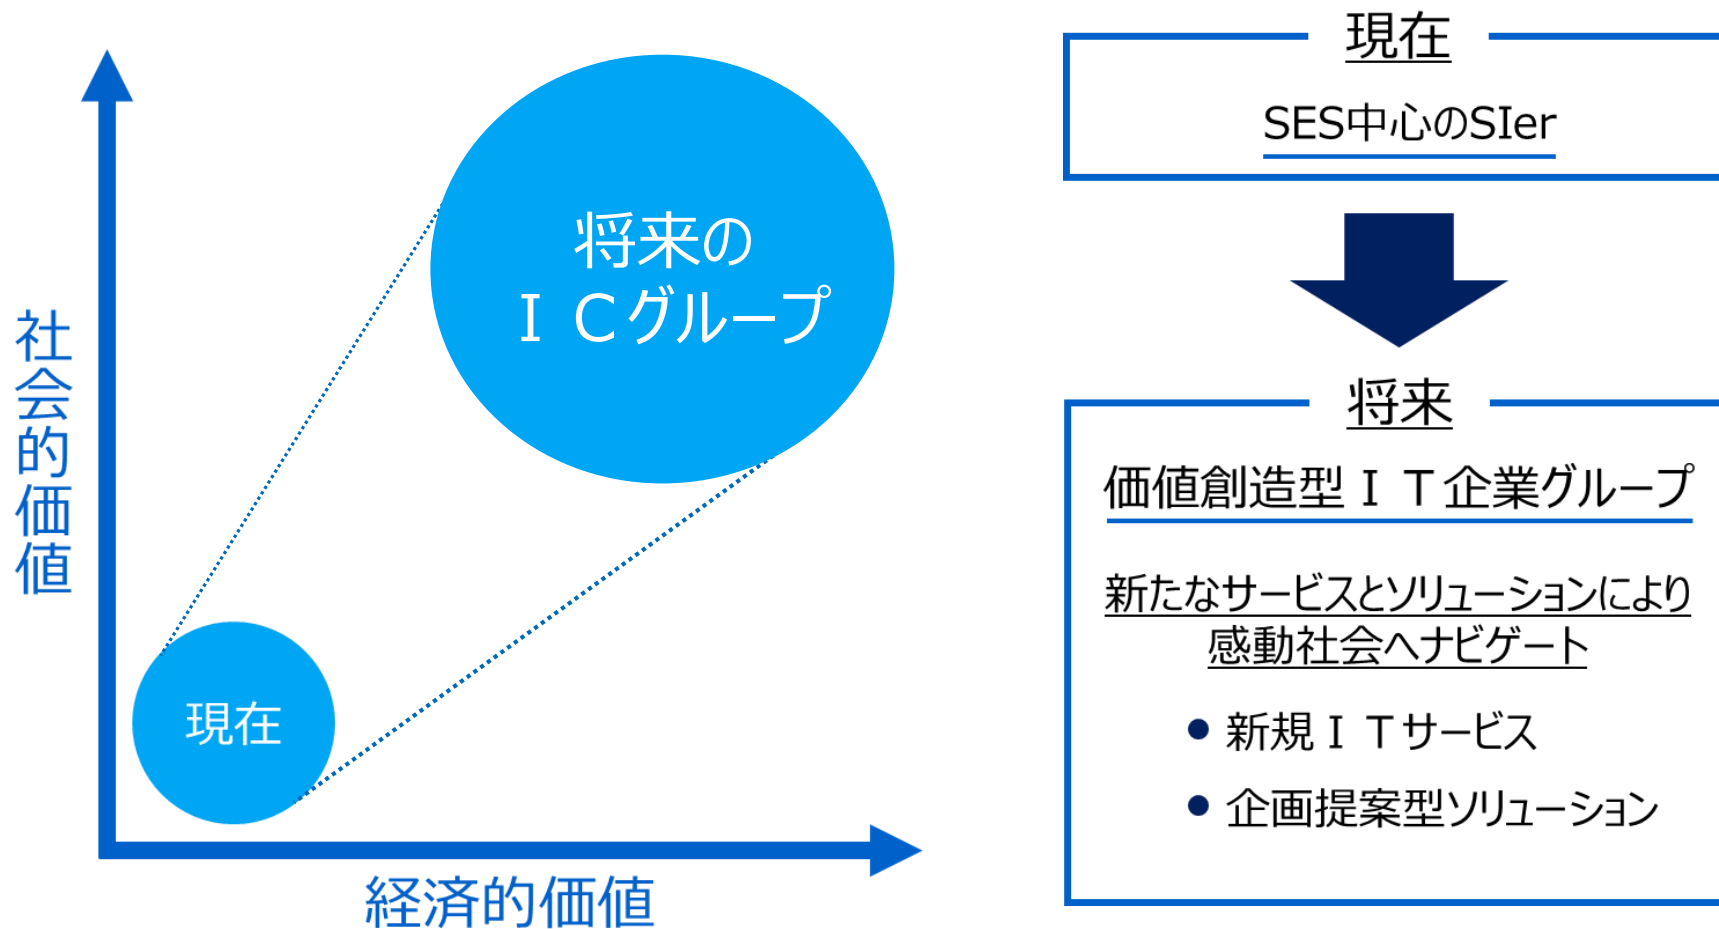 社会的価値
将来の
ＩＣグループ
現在
経済的価値
現在
SES中心のSIer
将来
価値創造型ＩＴ企業グループ
新たなサービスとソリューションにより
感動社会へナビゲート
● 新規ＩＴサービス
● 企画提案型ソリューション